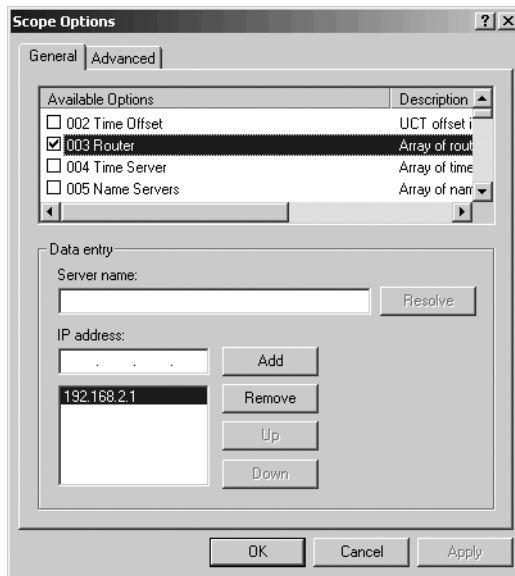 Scope Options
General Advanced
Available Options Description
002 Time Offset UCT offset i
003 Router Array of rout
004 Time Server Array of time
005 Name Servers Array of nam
Data entry
Server name:
Resolve
IP address:
. . . Add
192.168.2.1 Remove
Up
Down
OK Cancel Apply